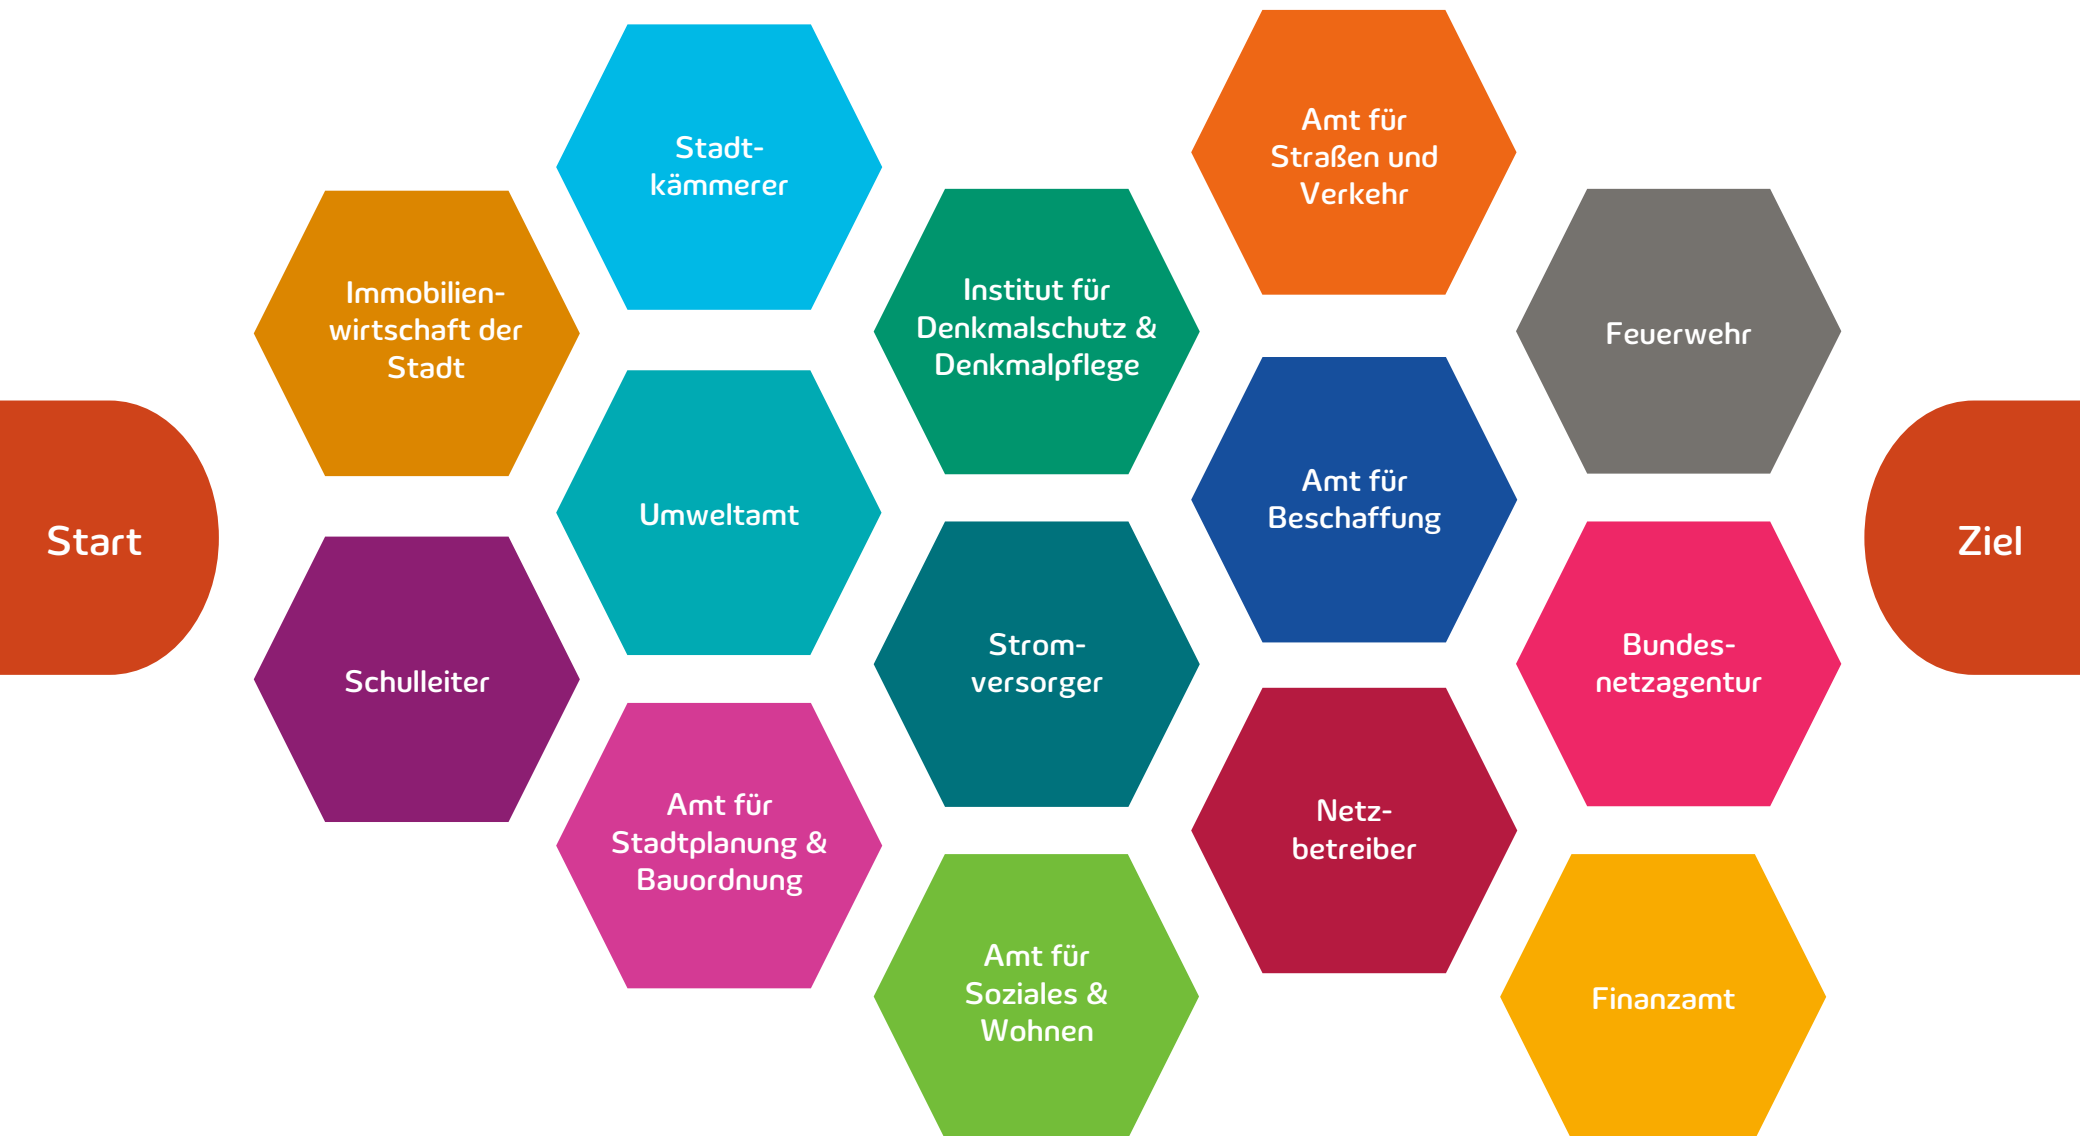 Start
Immobilien-
wirtschaft der
Stadt
Schulleiter
Stadt-
kämmerer
Umweltamt
Amt für
Stadtplanung &
Bauordnung
Institut für
Denkmalschutz &
Denkmalpflege
Strom-
versorger
Amt für
Soziales &
Wohnen
Amt für
Straßen und
Verkehr
Amt für
Beschaffung
Netz-
betreiber
Feuerwehr
Bundes-
netzagentur
Finanzamt
Ziel